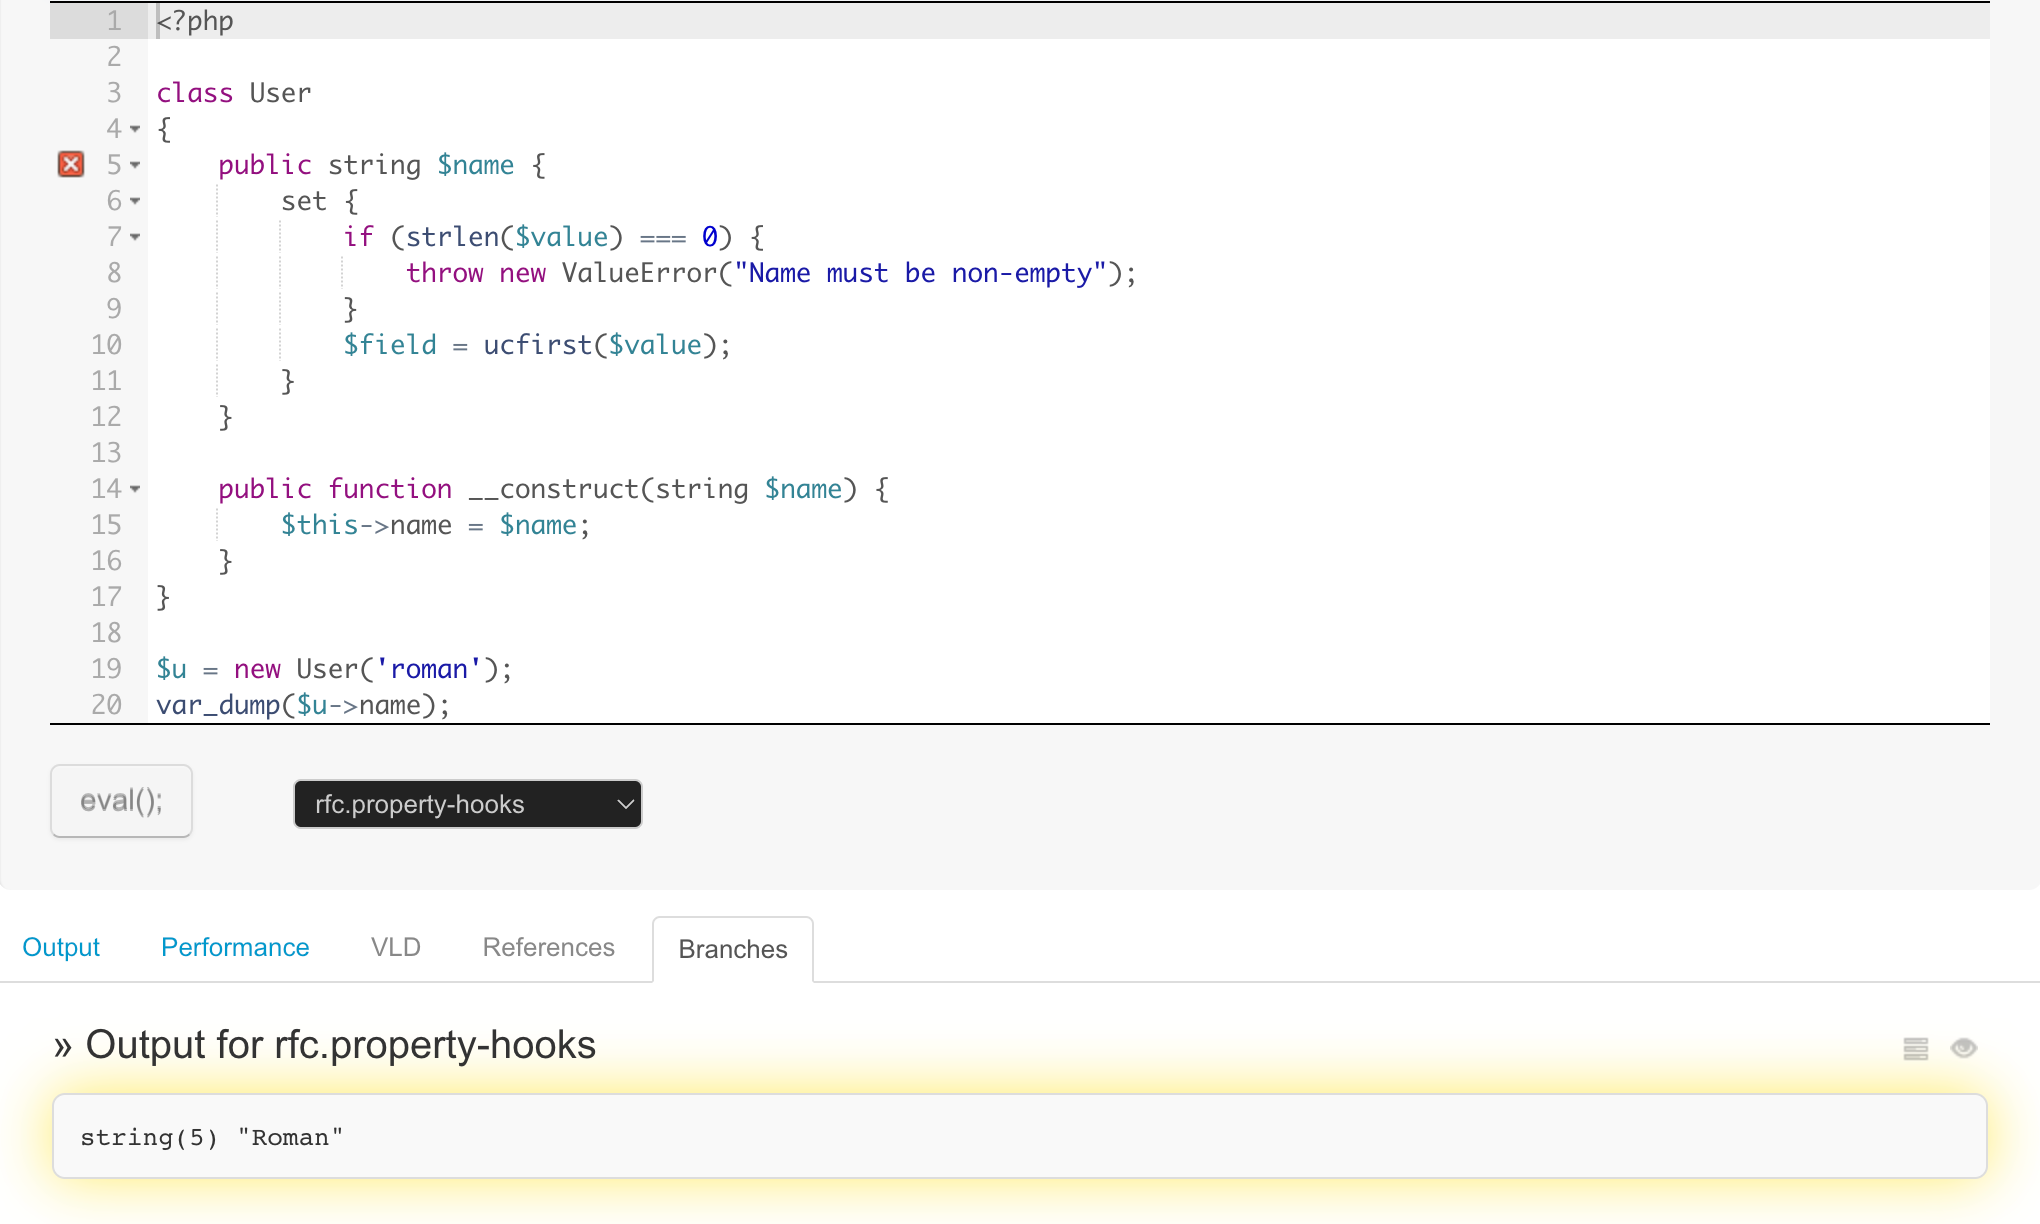 1 <?php
2
3 class User
4 {
5     public string $name {
6         set {
7             if (strlen($value) === 0) {
8                 throw new ValueError("Name must be non-empty");
9             }
10             $field = ucfirst($value);
11         }
12     }
13
14     public function __construct(string $name) {
15         $this->name = $name;
16     }
17 }
18
19 $u = new User('roman');
20 var_dump($u->name);
eval(); rfc.property-hooks
Output Performance VLD References Branches
» Output for rfc.property-hooks
string(5) "Roman"